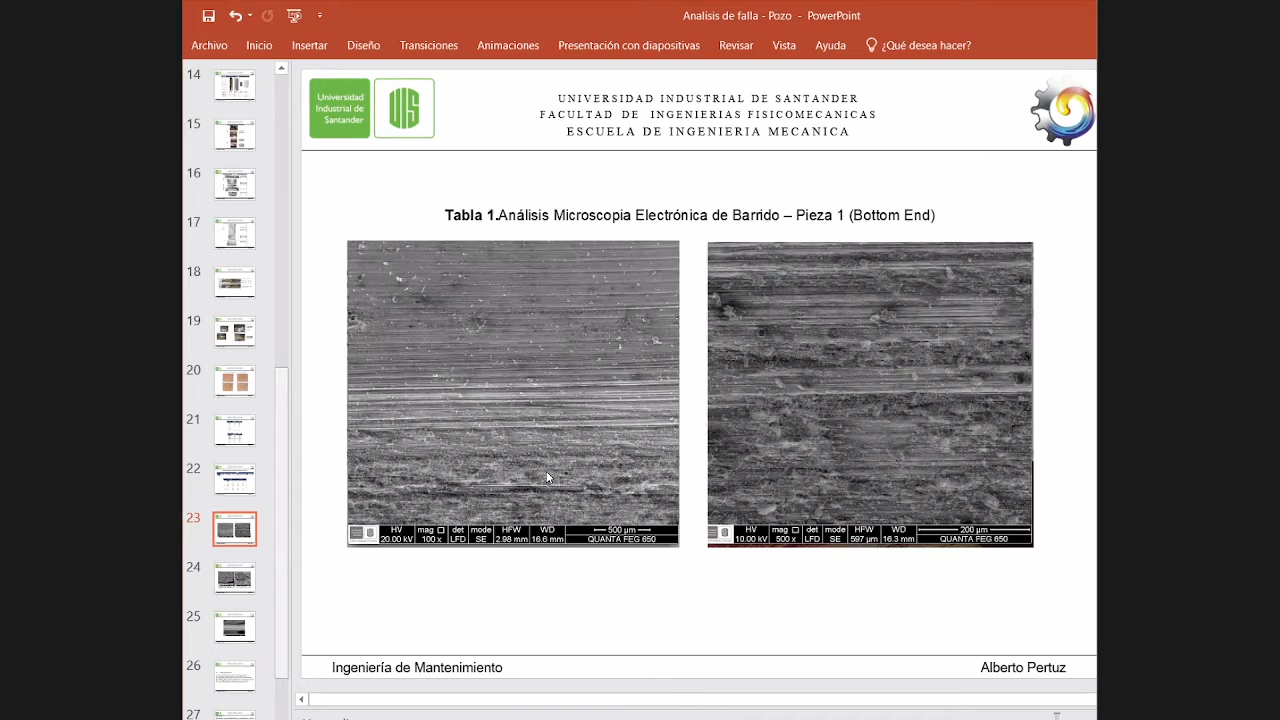 Analisis de falla - Pozo - PowerPoint
Archivo Inicio Insertar Diseño Transiciones Animaciones Presentación con diapositivas Revisar Vista Ayuda ¿Qué desea hacer?
14
15
16
17
18
19
20
21
22
23
24
25
26
27
Universidad
Industrial de
Santander
UIS
UNIVERSIDAD INDUSTRIAL DE SANTANDER
FACULTAD DE INGENIERIAS FISICOMECANICAS
ESCUELA DE INGENIERIA MECANICA
Tabla 1.Análisis Microscopia Electrónica de Barrido – Pieza 1 (Bottom End)
HV mag det mode HFW WD 500 µm
20.00 kV 100 x LFD SE 2.98 mm 16.6 mm QUANTA FEG 650
HV mag det mode HFW WD 200 µm
10.00 kV 500 x LFD SE 597 µm 16.3 mm QUANTA FEG 650
Ingeniería de Mantenimiento
Alberto Pertuz